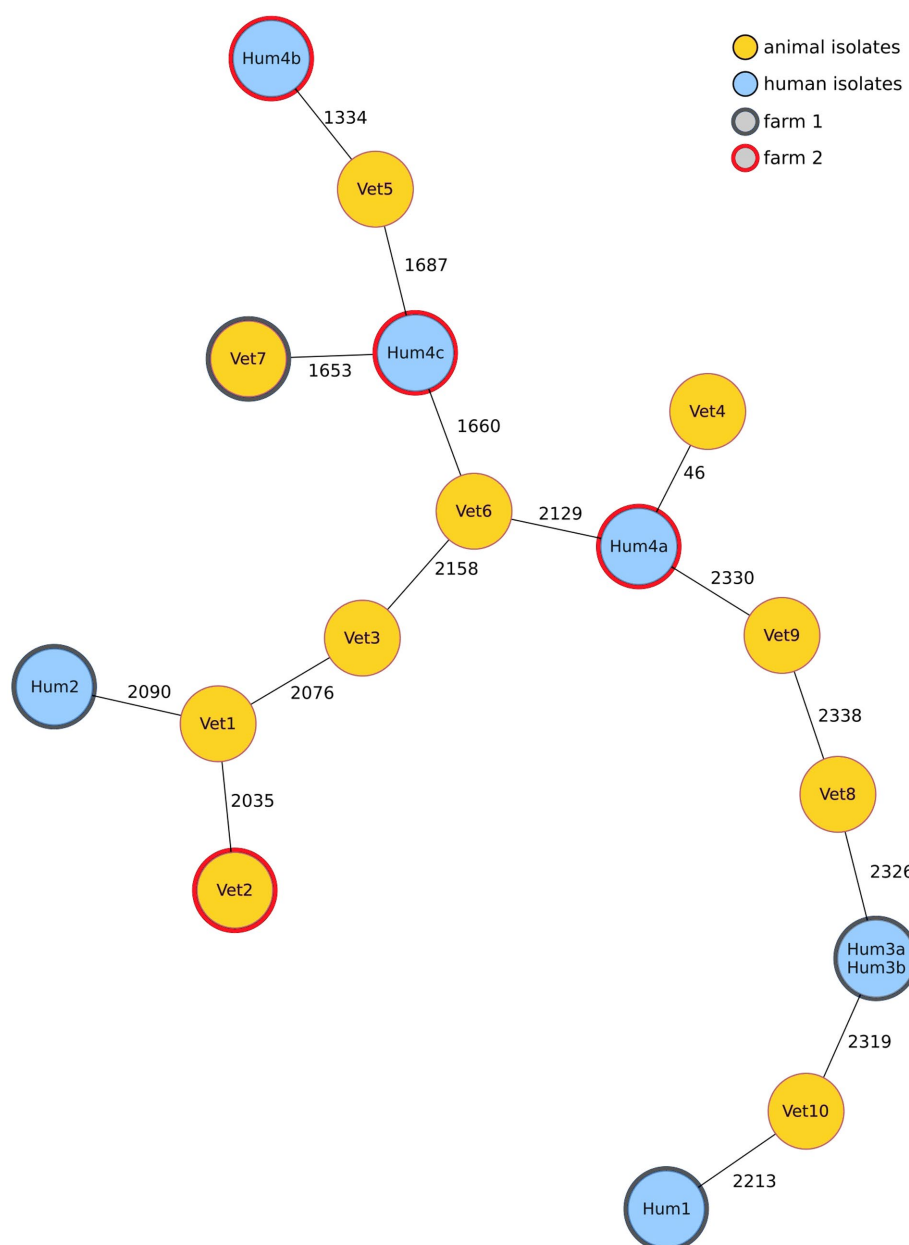 Hum4b
animal isolates
human isolates
farm 1
farm 2
1334
Vet5
1687
Vet7
1653
Hum4c
Vet4
1660
46
Vet6
2129
Hum4a
2158
2330
Vet3
Vet9
Hum2
2090
2076
Vet1
2338
Vet8
2035
2326
Vet2
Hum3a
Hum3b
2319
Vet10
2213
Hum1